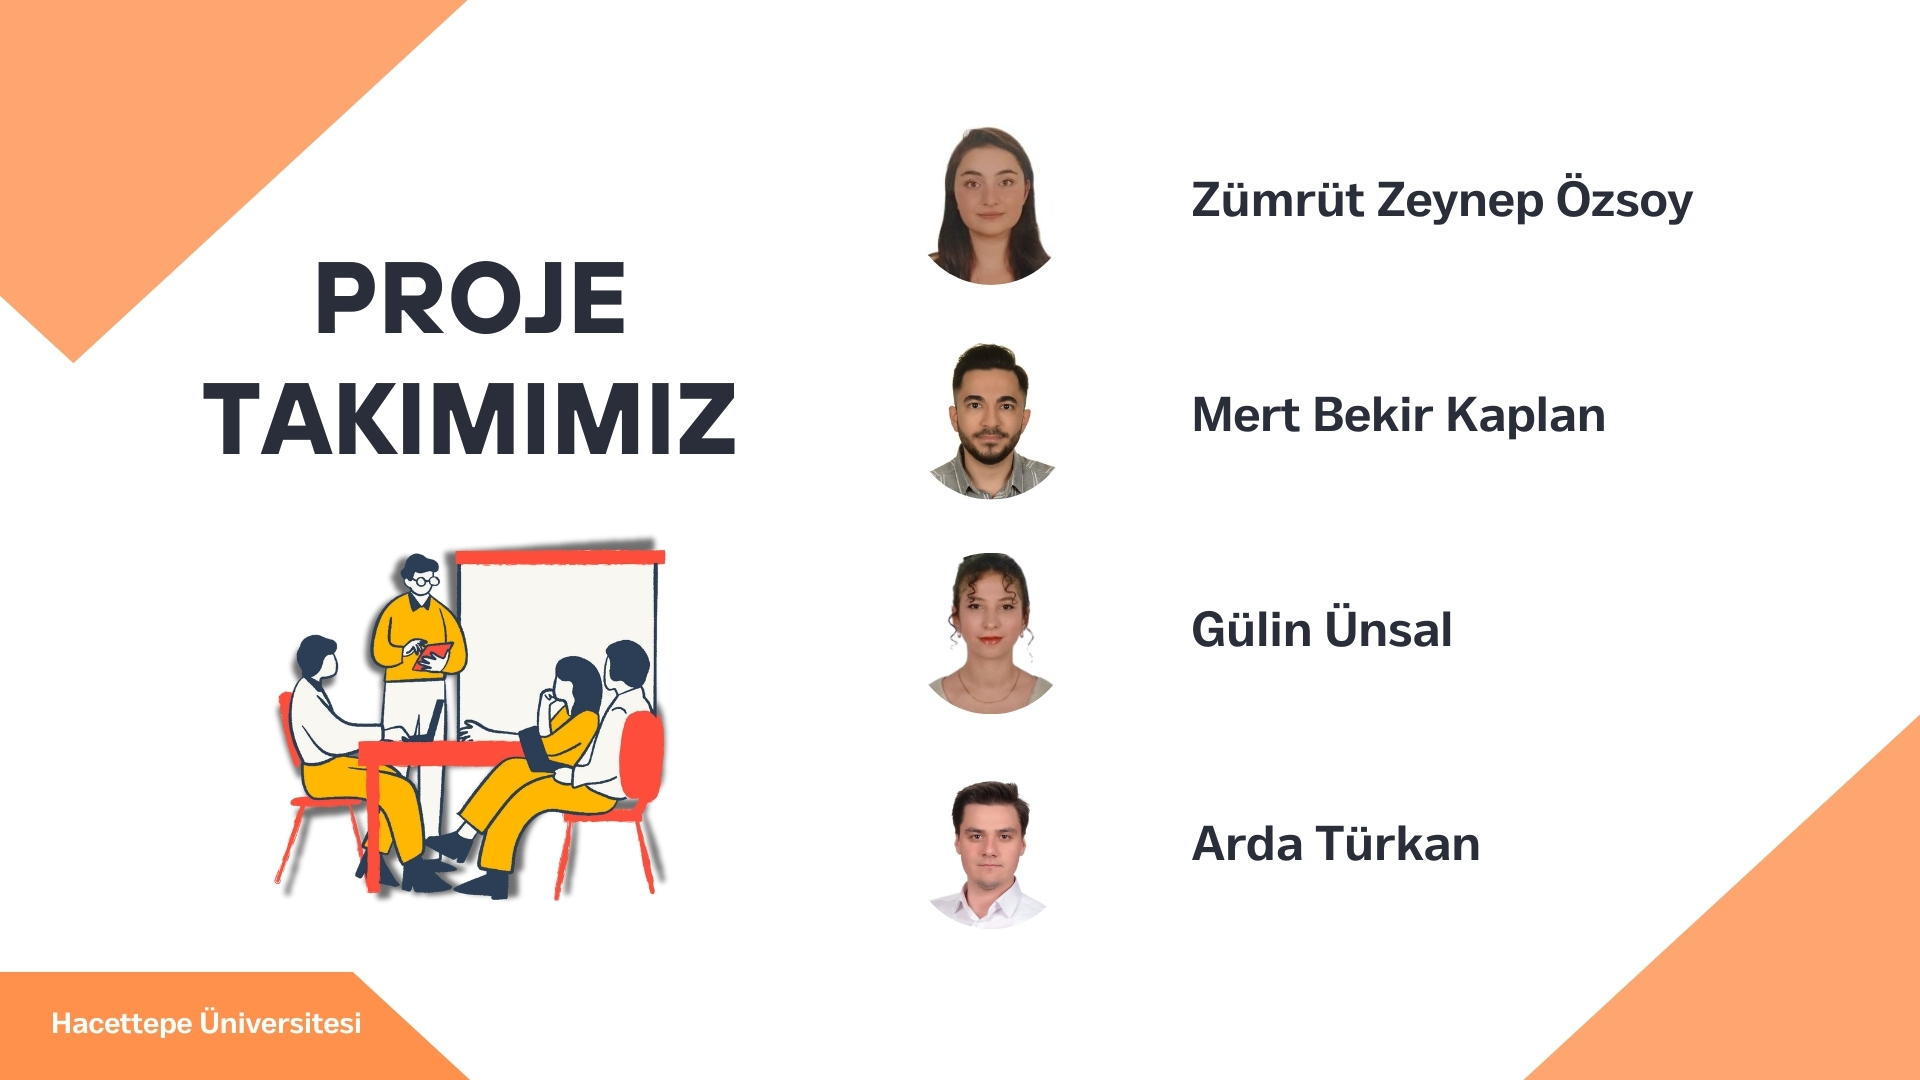 PROJE
TAKIMIMIZ
Zümrüt Zeynep Özsoy
Mert Bekir Kaplan
Gülin Ünsal
Arda Türkan
Hacettepe Üniversitesi